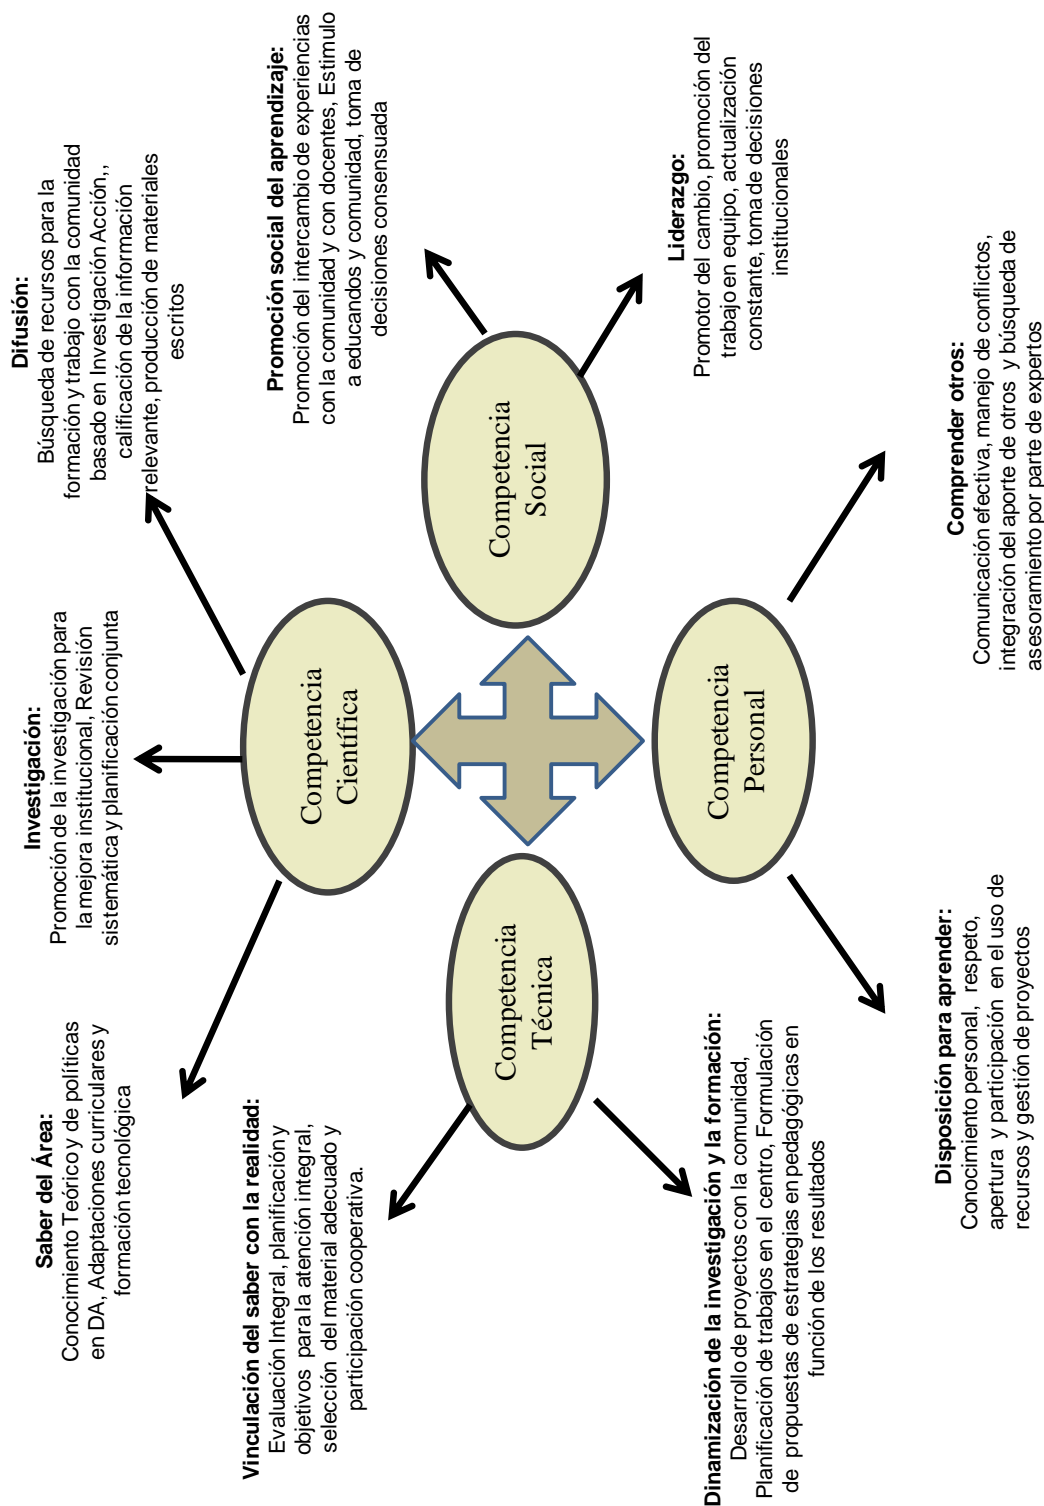 Saber del Área:
Conocimiento Teórico y de políticas
en DA, Adaptaciones curriculares y
formación tecnológica
Investigación:
Promoción de la investigación para
la mejora institucional, Revisión
sistemática y planificación conjunta
Difusión:
Búsqueda de recursos para la
formación y trabajo con la comunidad
basado en Investigación Acción,,
calificación de la información
relevante, producción de materiales
escritos
Competencia
Científica
Vinculación del saber con la realidad:
Evaluación Integral, planificación y
objetivos para la atención integral,
selección del material adecuado y
participación cooperativa.
Promoción social del aprendizaje:
Promoción del intercambio de experiencias
con la comunidad y con docentes, Estimulo
a educandos y comunidad, toma de
decisiones consensuada
Competencia
Técnica
Competencia
Social
Dinamización de la investigación y la formación:
Desarrollo de proyectos con la comunidad,
Planificación de trabajos en el centro, Formulación
de propuestas de estrategias en pedagógicas en
función de los resultados
Liderazgo:
Promotor del cambio, promoción del
trabajo en equipo, actualización
constante, toma de decisiones
institucionales
Competencia
Personal
Disposición para aprender:
Conocimiento personal, respeto,
apertura y participación en el uso de
recursos y gestión de proyectos
Comprender otros:
Comunicación efectiva, manejo de conflictos,
integración del aporte de otros y búsqueda de
asesoramiento por parte de expertos